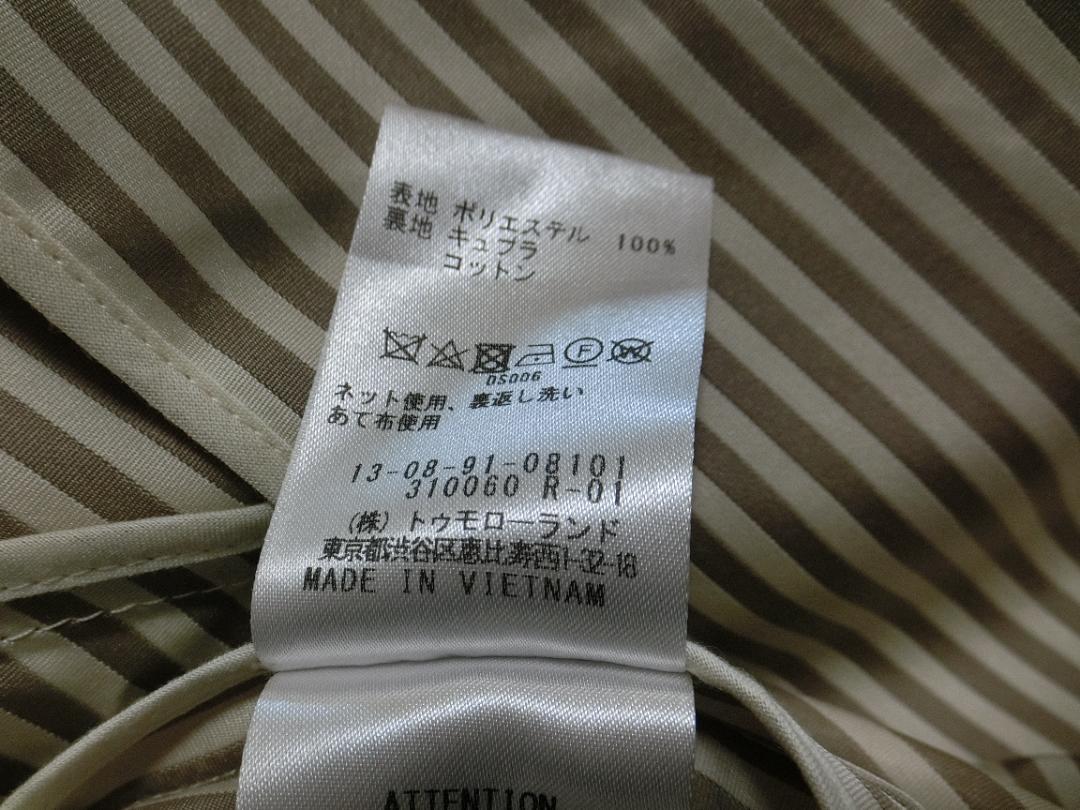 表地 ポリエステル 100%
裏地 キュプラ
コットン
DS006
ネット使用、裏返し洗い
あて布使用
13-08-91-08101
310060 R-01
(株) トゥモローランド
東京都渋谷区恵比寿西1-32-18
MADE IN VIETNAM
ATTENTION